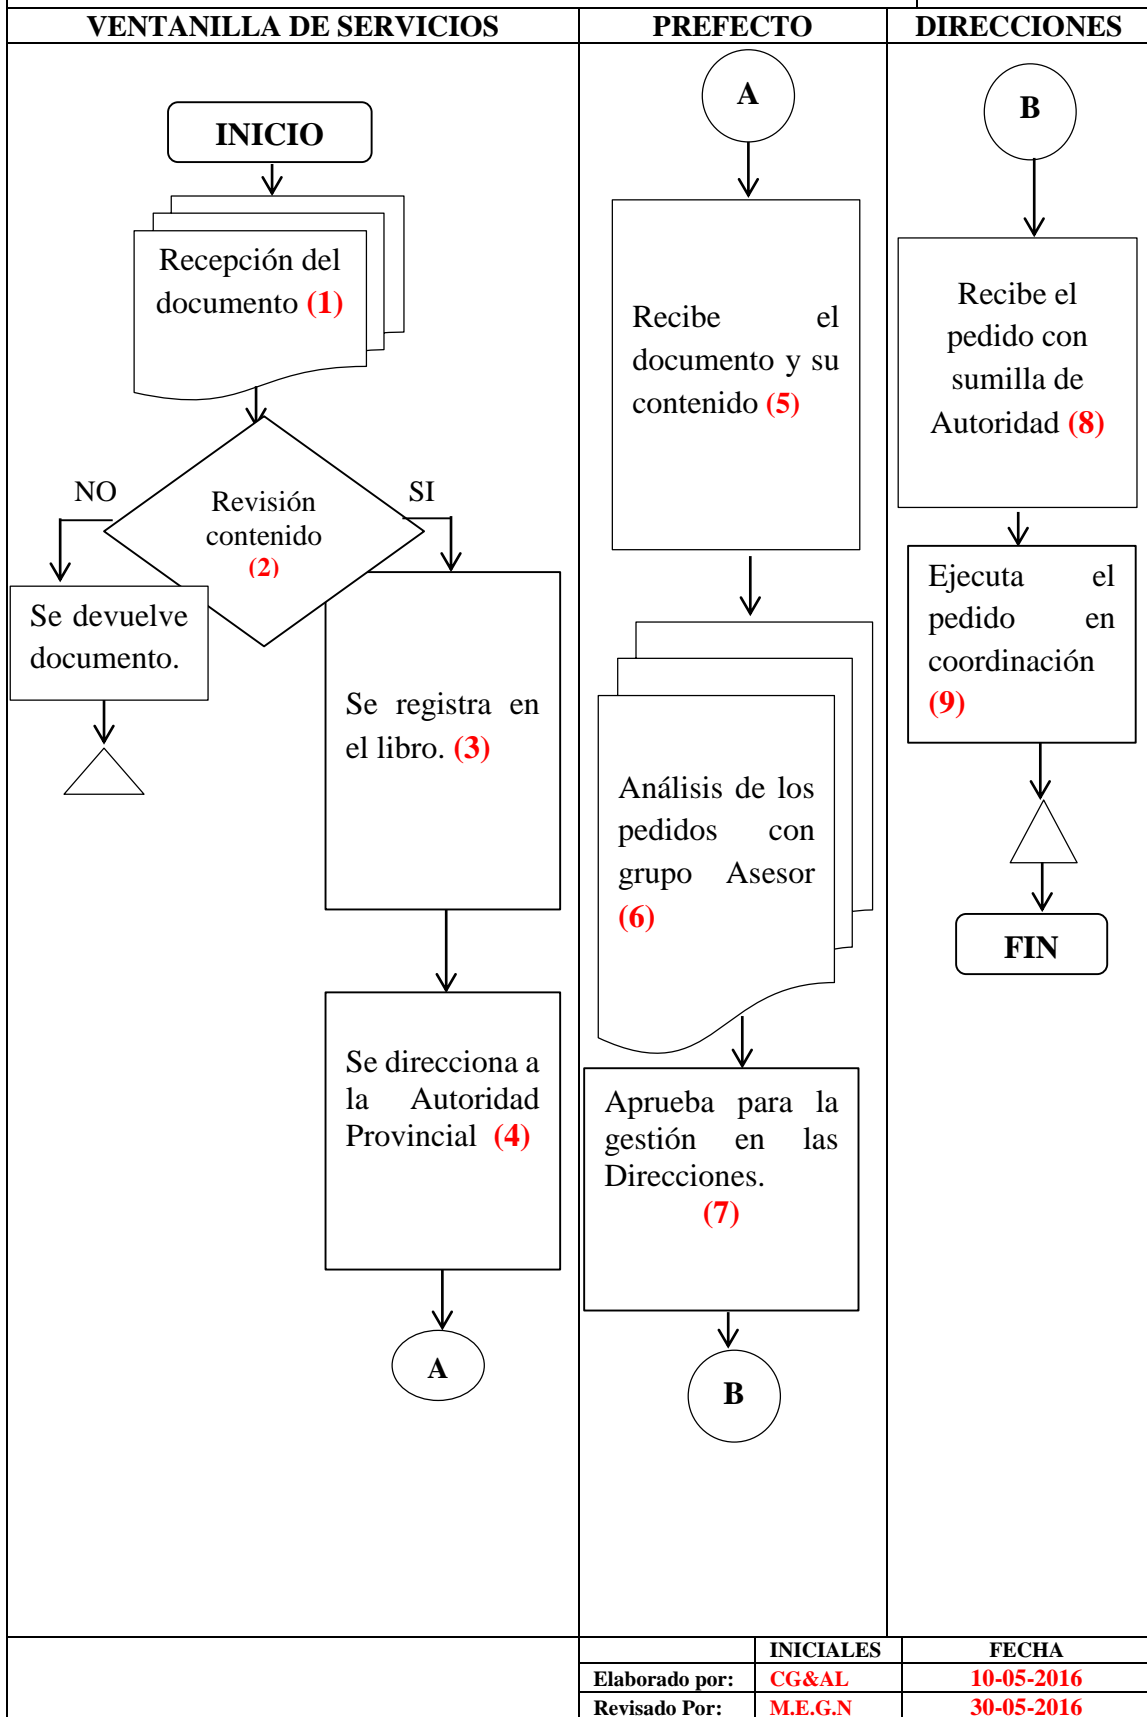 VENTANILLA DE SERVICIOS
PREFECTO
DIRECCIONES
INICIO
Recepción del
documento (1)
Revisión
contenido
(2)
NO
SI
Se devuelve
documento.
Se registra en
el libro. (3)
Se direcciona a
la Autoridad
Provincial (4)
A
A
Recibe el
documento y su
contenido (5)
Análisis de los
pedidos con
grupo Asesor
(6)
Aprueba para la
gestión en las
Direcciones.
(7)
B
B
Recibe el
pedido con
sumilla de
Autoridad (8)
Ejecuta el
pedido en
coordinación
(9)
FIN
INICIALES FECHA
Elaborado por: CG&AL 10-05-2016
Revisado Por: M.E.G.N 30-05-2016